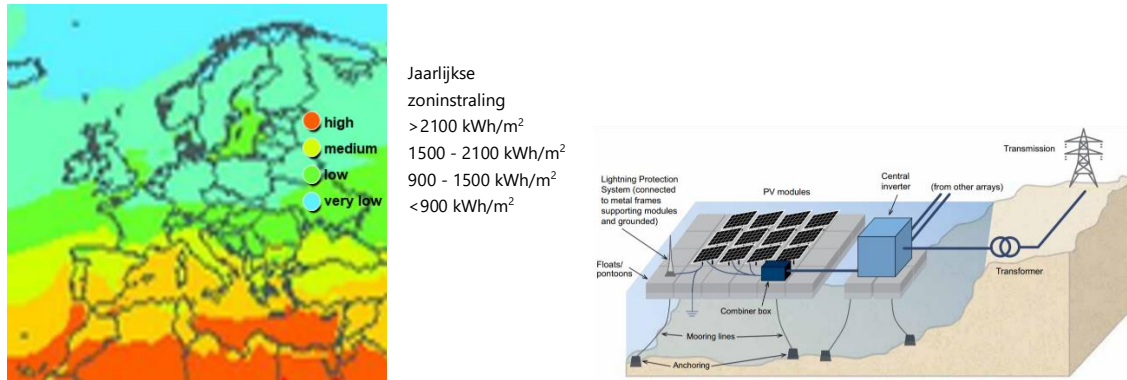 high
medium
low
very low
Jaarlijkse
zoninstraling
>2100 kWh/m²
1500 - 2100 kWh/m²
900 - 1500 kWh/m²
<900 kWh/m²
Transmission
Lightning Protection
System (connected
to metal frames
supporting modules
and grounded)
PV modules
Central
inverter
(from other arrays)
Floats/
pontoons
Transformer
Combiner box
Mooring lines
Anchoring